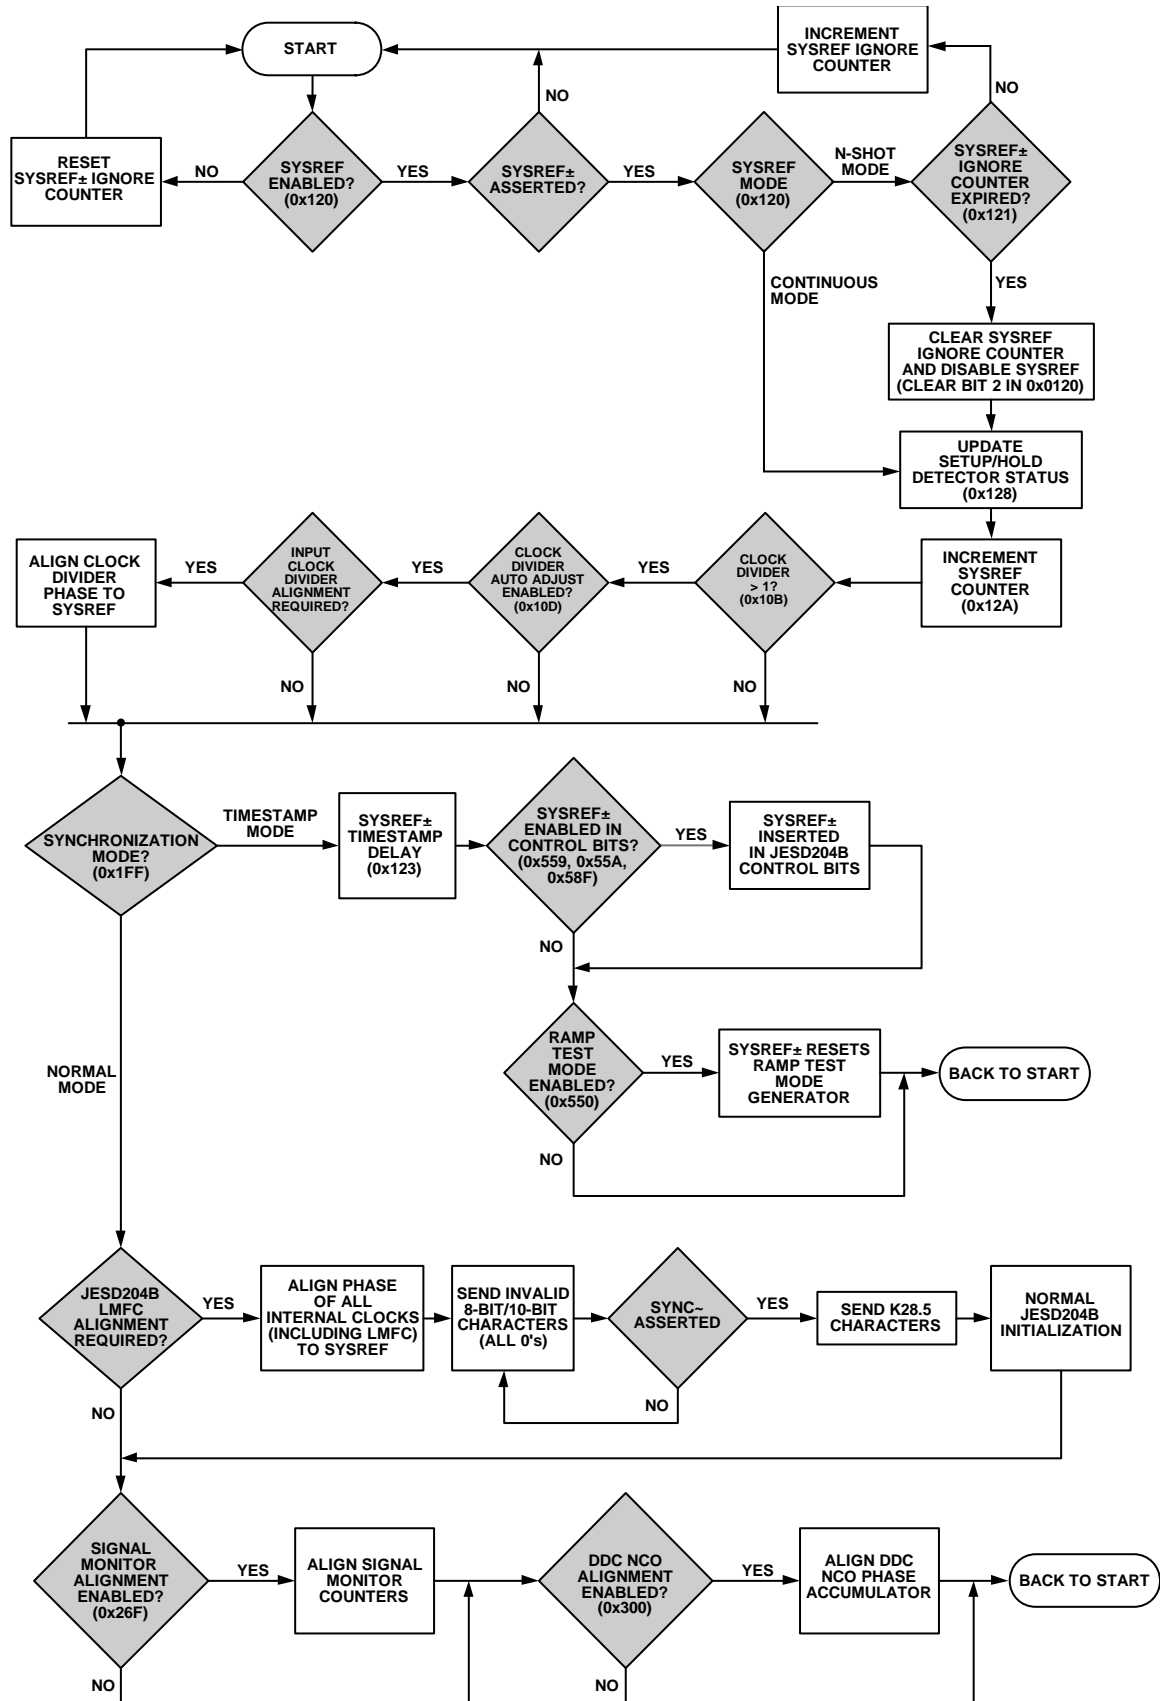 START
INCREMENT
SYSREF IGNORE
COUNTER
NO
NO
RESET
SYSREF± IGNORE
COUNTER
NO
SYSREF
ENABLED?
(0x120)
YES
SYSREF±
ASSERTED?
YES
SYSREF
MODE
(0x120)
N-SHOT
MODE
SYSREF±
IGNORE
COUNTER
EXPIRED?
(0x121)
CONTINUOUS
MODE
YES
CLEAR SYSREF
IGNORE COUNTER
AND DISABLE SYSREF
(CLEAR BIT 2 IN 0x0120)
UPDATE
SETUP/HOLD
DETECTOR STATUS
(0x128)
ALIGN CLOCK
DIVIDER
PHASE TO
SYSREF
YES
INPUT
CLOCK
DIVIDER
ALIGNMENT
REQUIRED?
YES
CLOCK
DIVIDER
AUTO ADJUST
ENABLED?
(0x10D)
YES
CLOCK
DIVIDER
> 1?
(0x10B)
INCREMENT
SYSREF
COUNTER
(0x12A)
NO
NO
NO
SYNCHRONIZATION
MODE?
(0x1FF)
TIMESTAMP
MODE
SYSREF±
TIMESTAMP
DELAY
(0x123)
SYSREF±
ENABLED IN
CONTROL BITS?
(0x559, 0x55A,
0x58F)
YES
SYSREF±
INSERTED
IN JESD204B
CONTROL BITS
NO
NORMAL
MODE
RAMP
TEST
MODE
ENABLED?
(0x550)
YES
SYSREF± RESETS
RAMP TEST
MODE
GENERATOR
BACK TO START
NO
JESD204B
LMFC
ALIGNMENT
REQUIRED?
YES
ALIGN PHASE
OF ALL
INTERNAL CLOCKS
(INCLUDING LMFC)
TO SYSREF
SEND INVALID
8-BIT/10-BIT
CHARACTERS
(ALL 0's)
SYNC~
ASSERTED
YES
SEND K28.5
CHARACTERS
NORMAL
JESD204B
INITIALIZATION
NO
NO
SIGNAL
MONITOR
ALIGNMENT
ENABLED?
(0x26F)
YES
ALIGN SIGNAL
MONITOR
COUNTERS
DDC NCO
ALIGNMENT
ENABLED?
(0x300)
YES
ALIGN DDC
NCO PHASE
ACCUMULATOR
BACK TO START
NO
NO